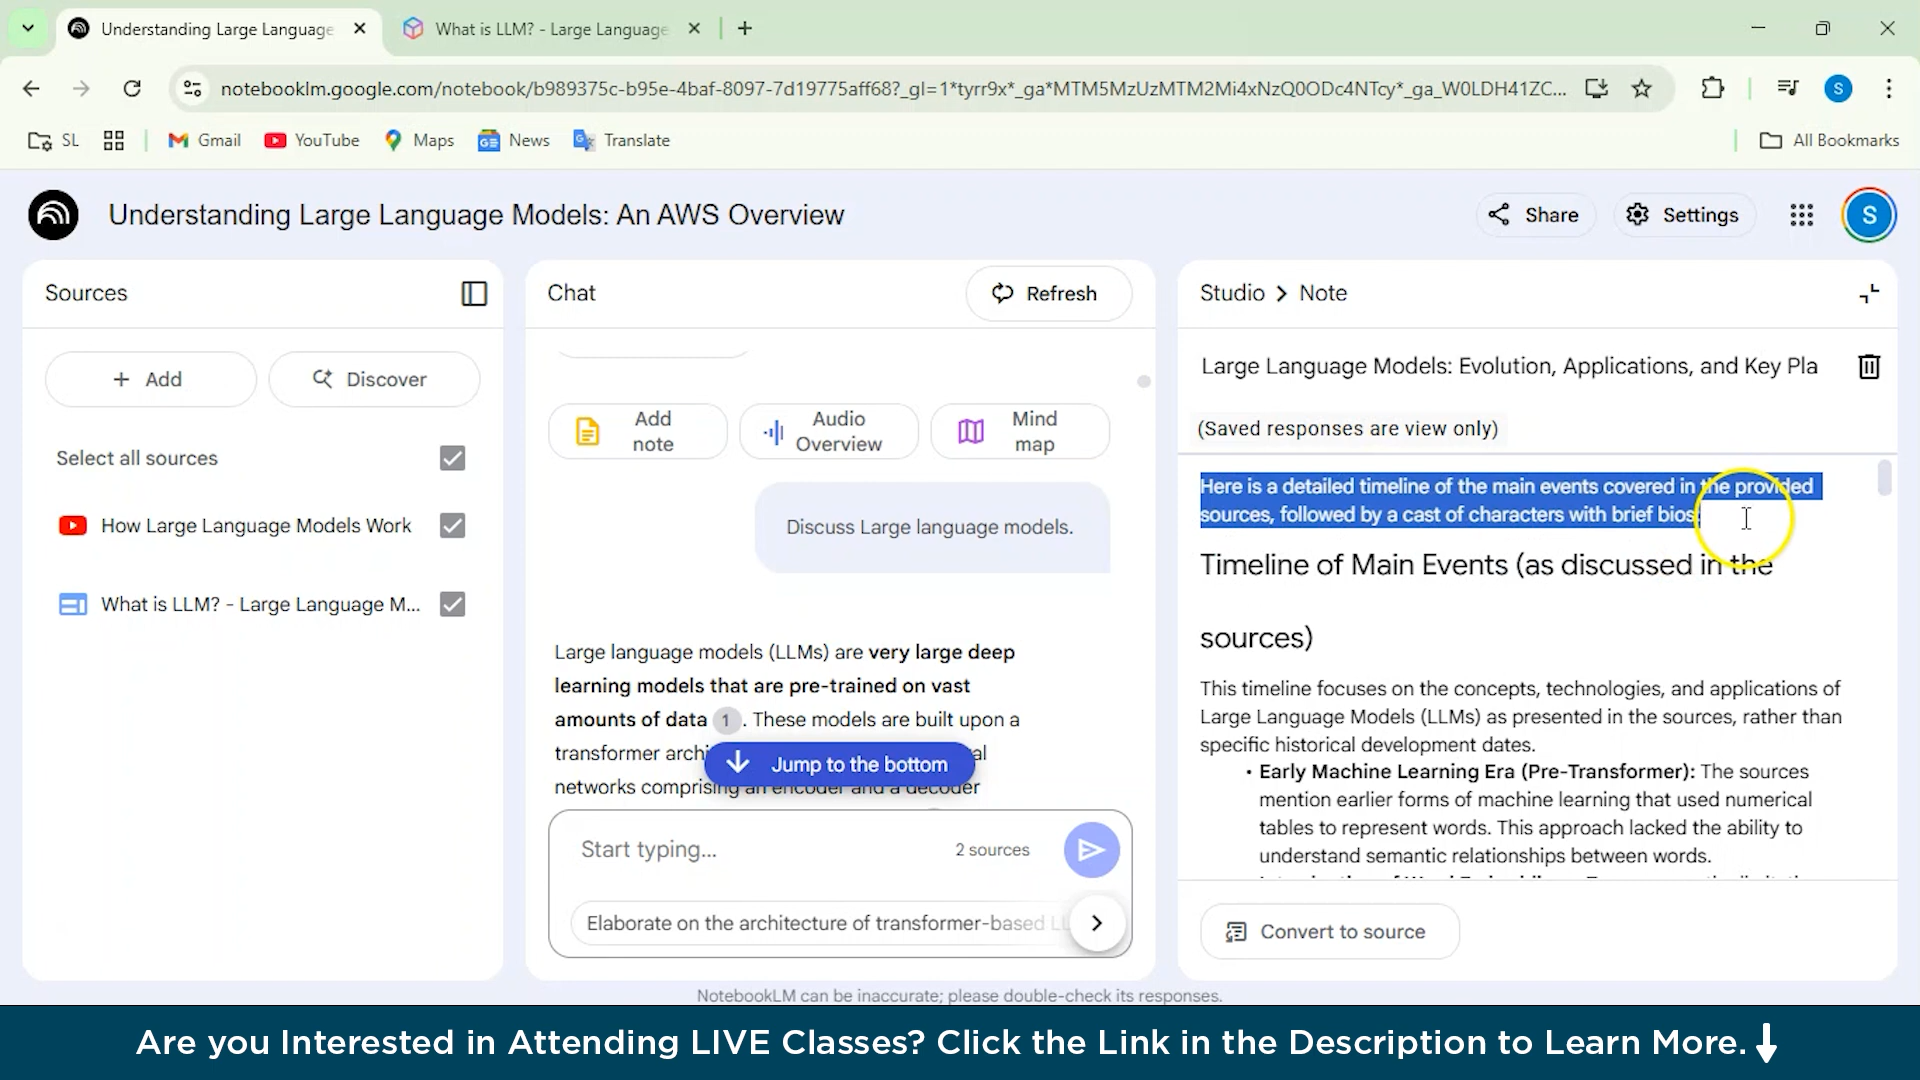 Understanding Large Language
What is LLM? - Large Language
notebooklm.google.com/notebook/b989375c-b95e-4baf-8097-7d19775aff68?_gl=1*tyrr9x*_ga*MTM5MzUzMTM2Mi4xNzQ0ODc4NTcy*_ga_W0LDH41ZC...
S
SL
Gmail
YouTube
Maps
News
Translate
All Bookmarks
Understanding Large Language Models: An AWS Overview
Share
Settings
S
Sources
+ Add
Discover
Select all sources
How Large Language Models Work
What is LLM? - Large Language M...
Chat
Refresh
Add
note
Audio
Overview
Mind
map
Discuss Large language models.
Large language models (LLMs) are very large deep
learning models that are pre-trained on vast
amounts of data 1 . These models are built upon a
transformer
networks comprising an encoder and a decoder
Jump to the bottom
Start typing...
2 sources
Elaborate on the architecture of transformer-based
Studio > Note
Large Language Models: Evolution, Applications, and Key Pla
(Saved responses are view only)
Here is a detailed timeline of the main events covered in the provided
sources, followed by a cast of characters with brief bios.
Timeline of Main Events (as discussed in the
sources)
This timeline focuses on the concepts, technologies, and applications of
Large Language Models (LLMs) as presented in the sources, rather than
specific historical development dates.
• Early Machine Learning Era (Pre-Transformer): The sources
mention earlier forms of machine learning that used numerical
tables to represent words. This approach lacked the ability to
understand semantic relationships between words.
Convert to source
NotebookLM can be inaccurate; please double-check its responses.
Are you Interested in Attending LIVE Classes? Click the Link in the Description to Learn More.